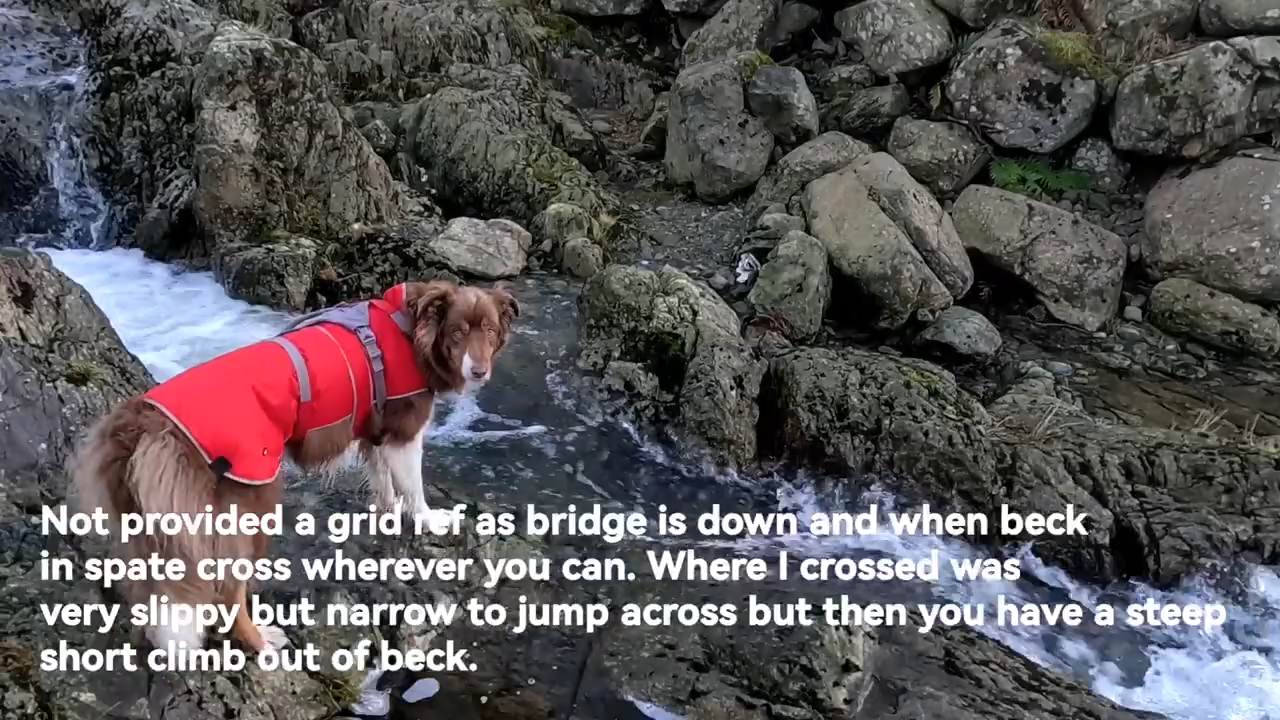 Not provided a grid ref as bridge is down and when beck
in spate cross wherever you can. Where I crossed was
very slippy but narrow to jump across but then you have a steep
short climb out of beck.